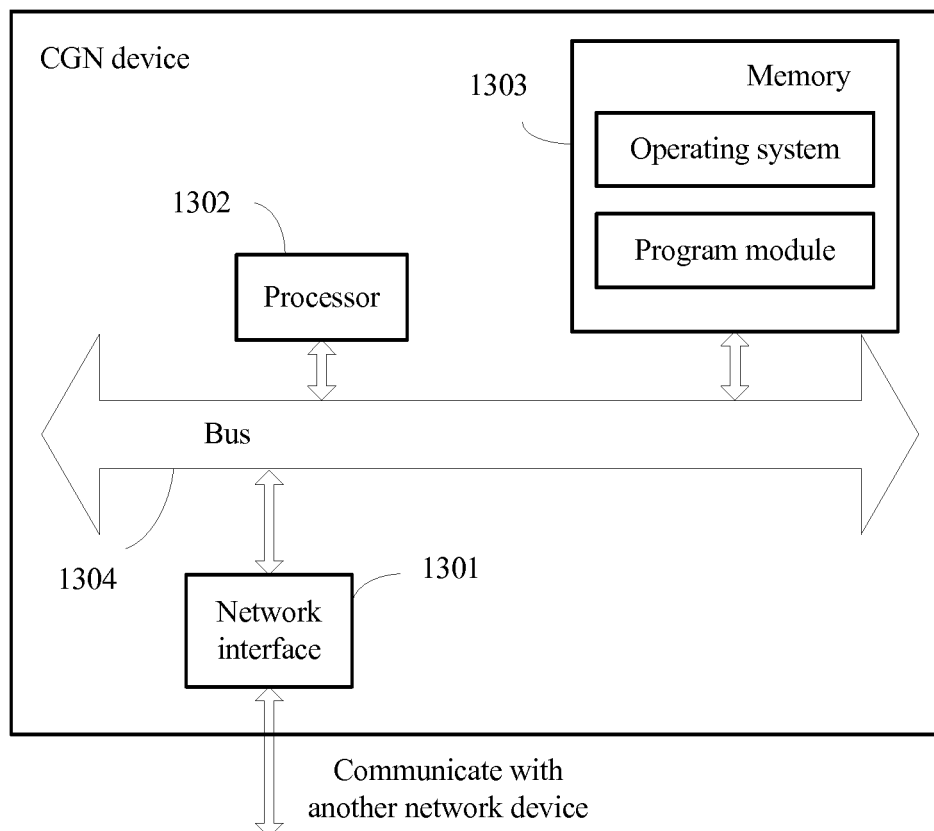 CGN device
1303
Memory
Operating system
Program module
1302
Processor
Bus
1304
1301
Network
interface
Communicate with
another network device